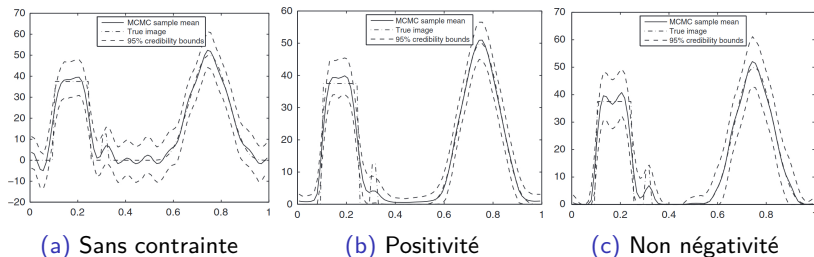 70
60
50
40
30
20
10
0
−10
−20
0 0.2 0.4 0.6 0.8 1
MCMC sample mean
True image
95% credibility bounds
(a) Sans contrainte
60
50
40
30
20
10
0
0 0.2 0.4 0.6 0.8 1
MCMC sample mean
True image
95% credibility bounds
(b) Positivité
70
60
50
40
30
20
10
0
0 0.2 0.4 0.6 0.8 1
MCMC sample mean
True image
95% credibility bounds
(c) Non négativité